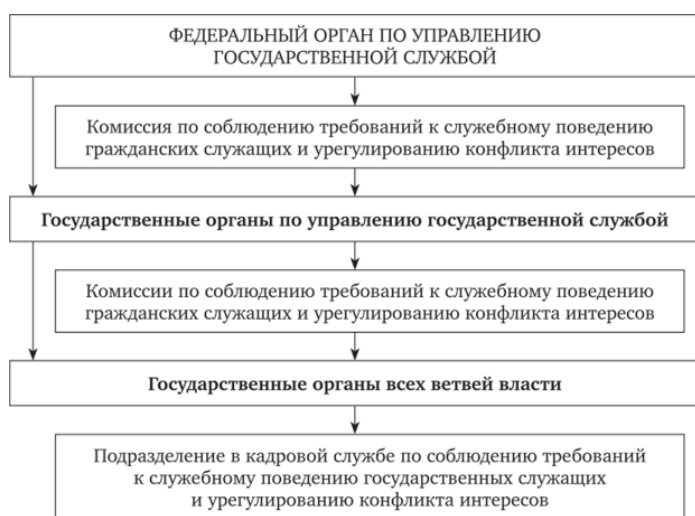 ФЕДЕРАЛЬНЫЙ ОРГАН ПО УПРАВЛЕНИЮ
ГОСУДАРСТВЕННОЙ СЛУЖБОЙ
Комиссия по соблюдению требований к служебному поведению
гражданских служащих и урегулированию конфликта интересов
Государственные органы по управлению государственной службой
Комиссии по соблюдению требований к служебному поведению
гражданских служащих и урегулированию конфликта интересов
Государственные органы всех ветвей власти
Подразделение в кадровой службе по соблюдению требований
к служебному поведению государственных служащих
и урегулированию конфликта интересов